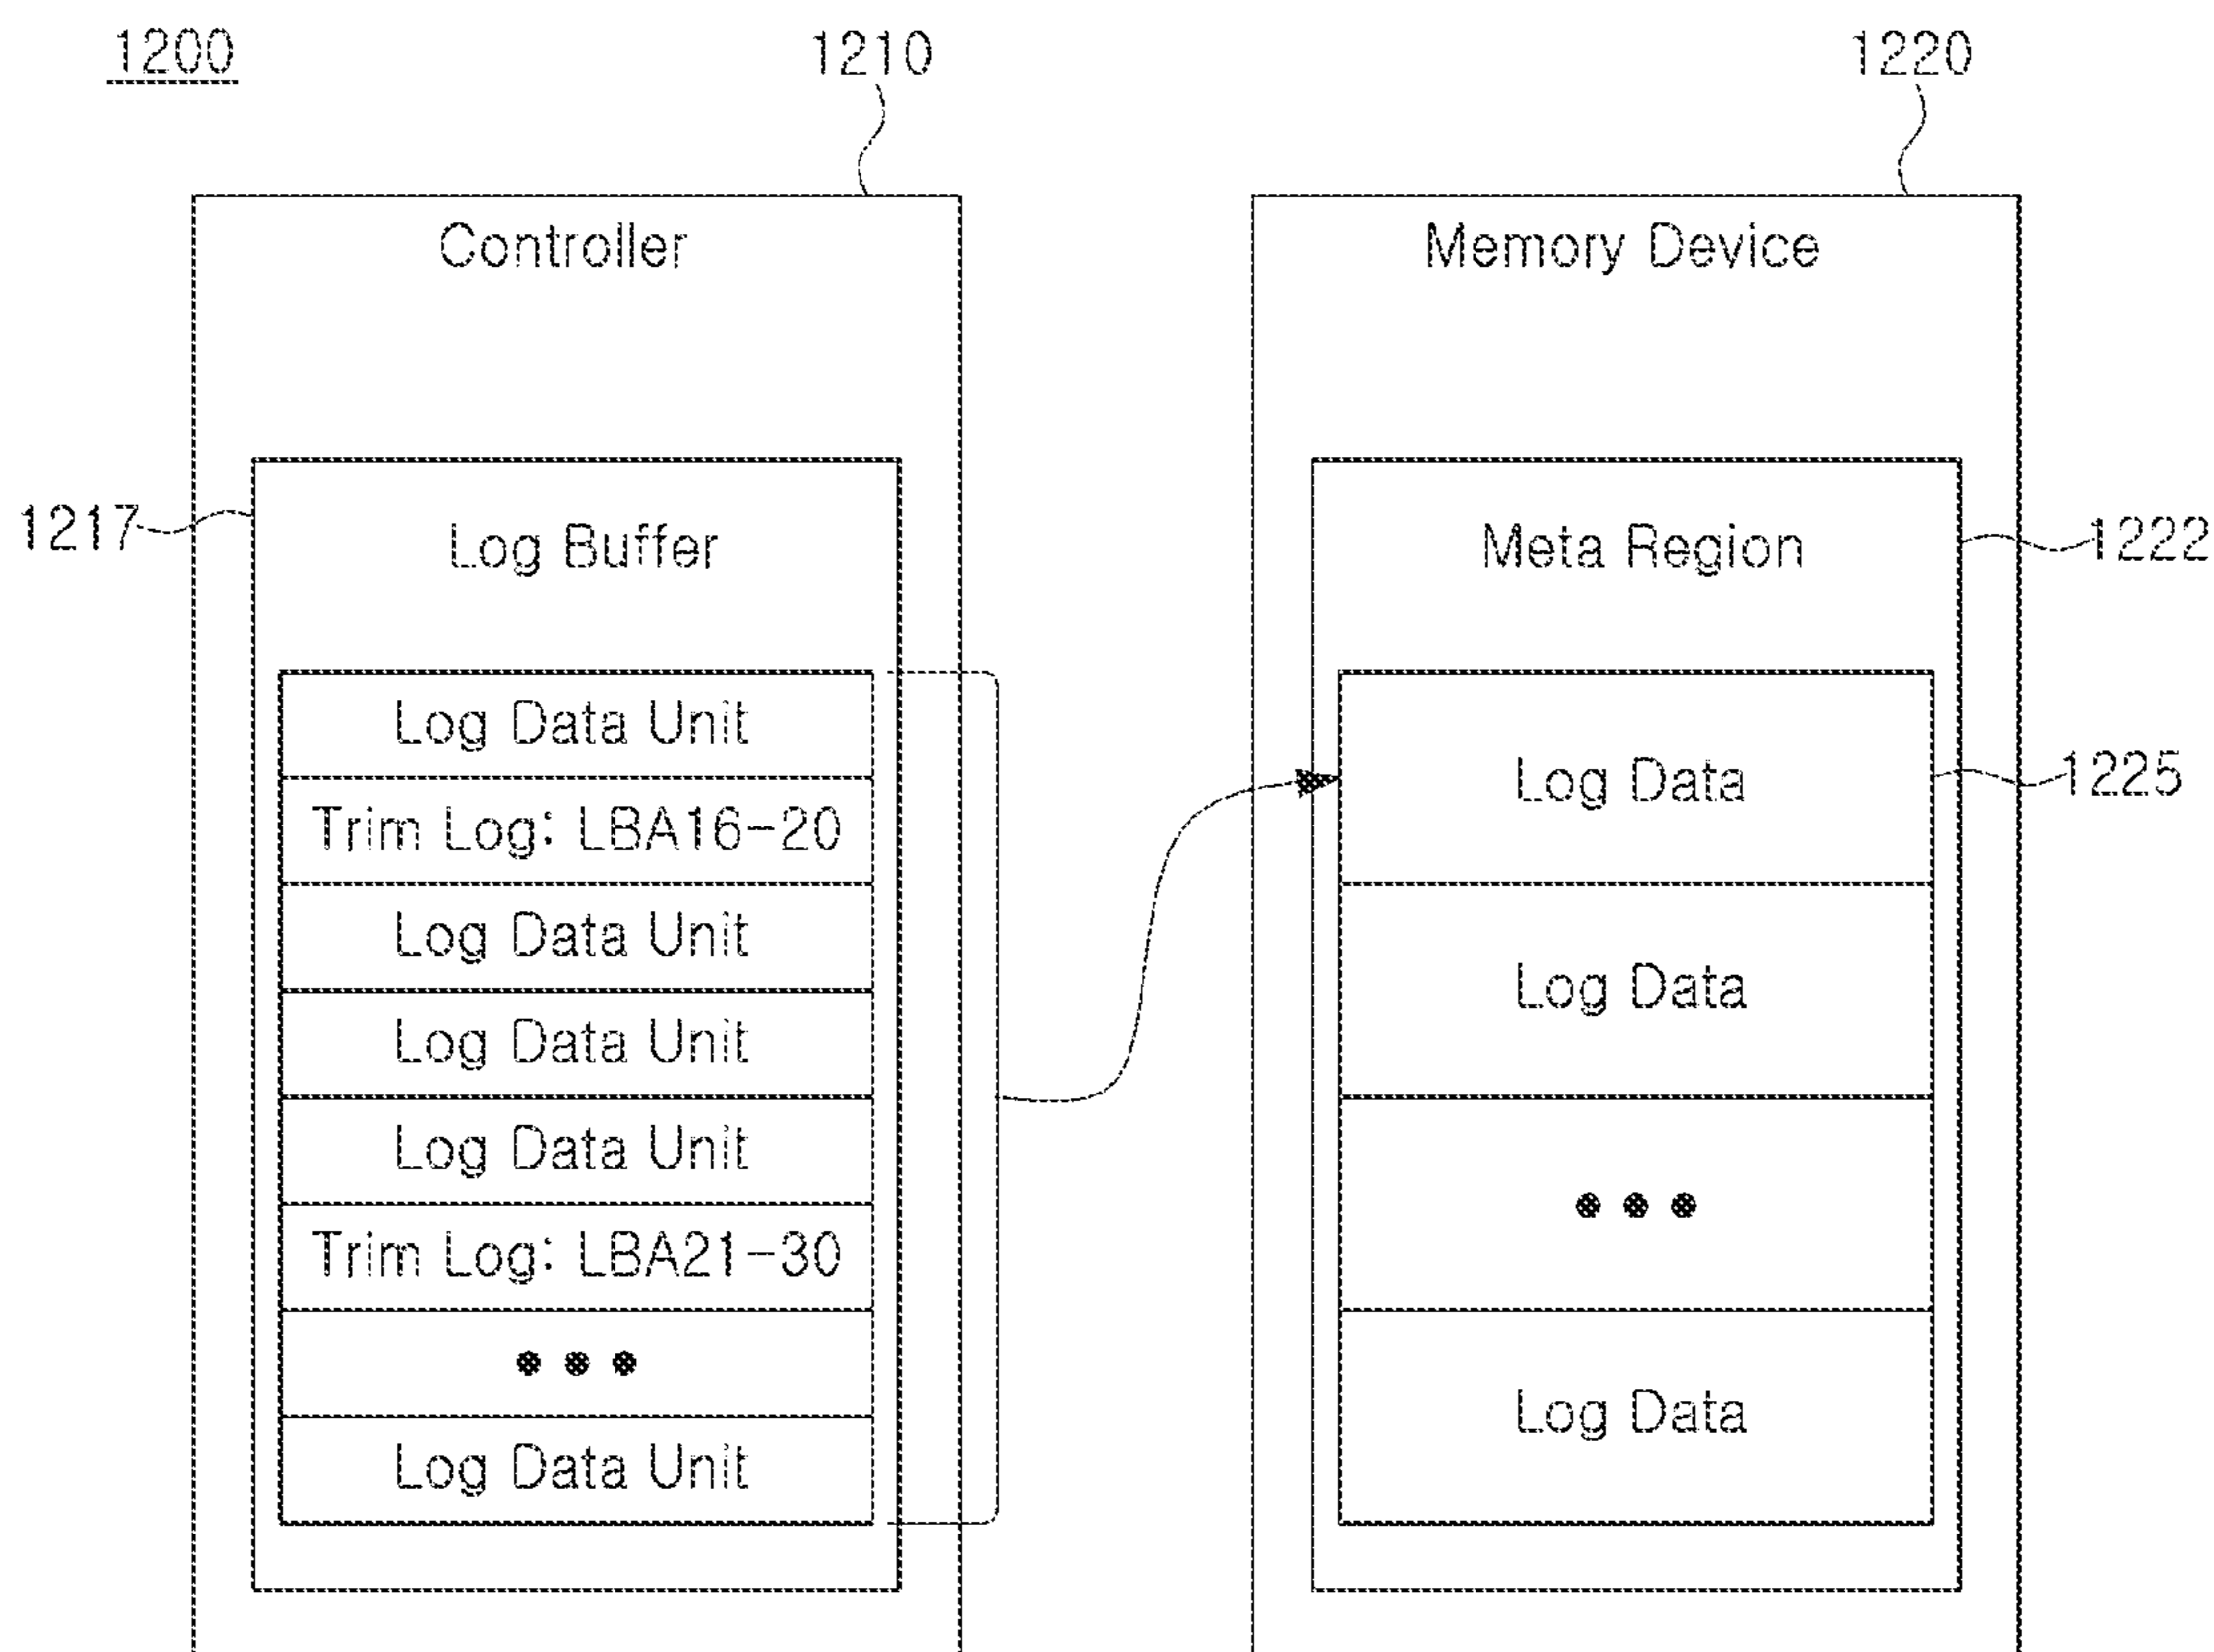 1200
1210
1220
Controller
Memory Device
1217
Log Buffer
Meta Region
1222
Log Data Unit
Trim Log: LBA16-20
Log Data Unit
Log Data Unit
Log Data Unit
Trim Log: LBA21-30
•••
Log Data Unit
Log Data
1225
Log Data
•••
Log Data